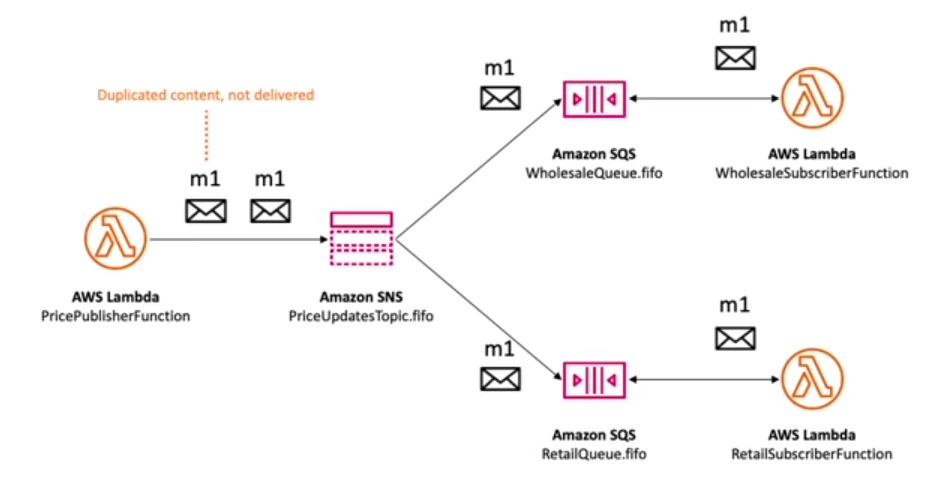 Duplicated content, not delivered
m1
m1
AWS Lambda
PricePublisherFunction
Amazon SNS
PriceUpdatesTopic.fifo
m1
Amazon SQS
WholesaleQueue.fifo
m1
AWS Lambda
WholesaleSubscriberFunction
m1
Amazon SQS
RetailQueue.fifo
m1
AWS Lambda
RetailSubscriberFunction